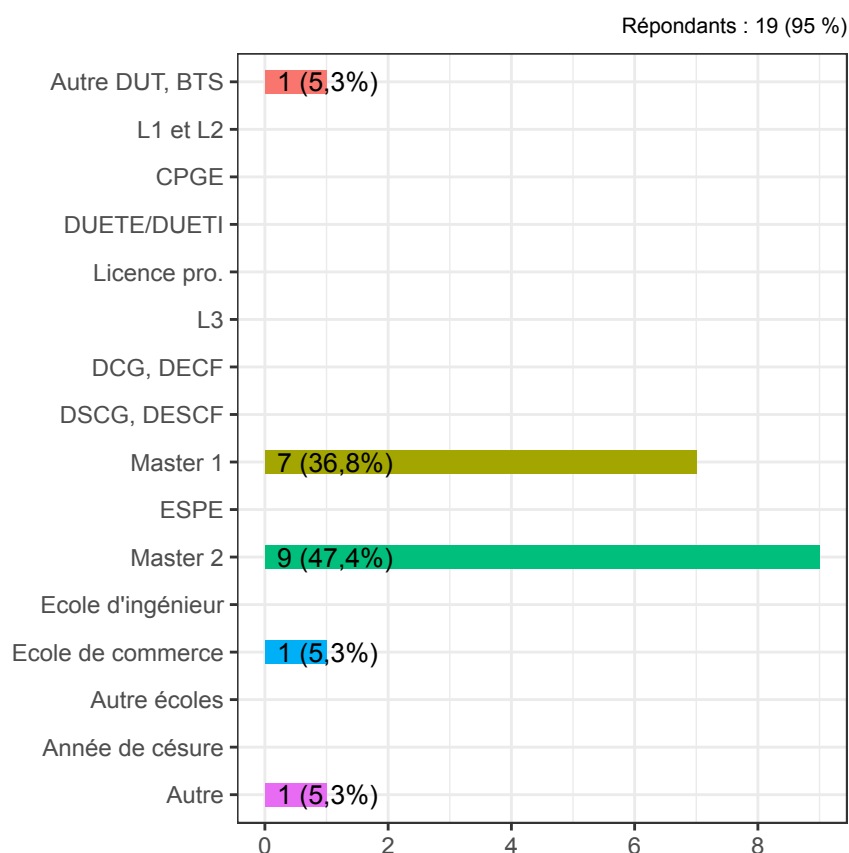 Répondants : 19 (95 %)
Autre DUT, BTS
1 (5,3%)
L1 et L2
CPGE
DUETE/DUETI
Licence pro.
L3
DCG, DECF
DSCG, DESCF
Master 1
7 (36,8%)
ESPE
Master 2
9 (47,4%)
Ecole d'ingénieur
Ecole de commerce
1 (5,3%)
Autre écoles
Année de césure
Autre
1 (5,3%)
0 2 4 6 8